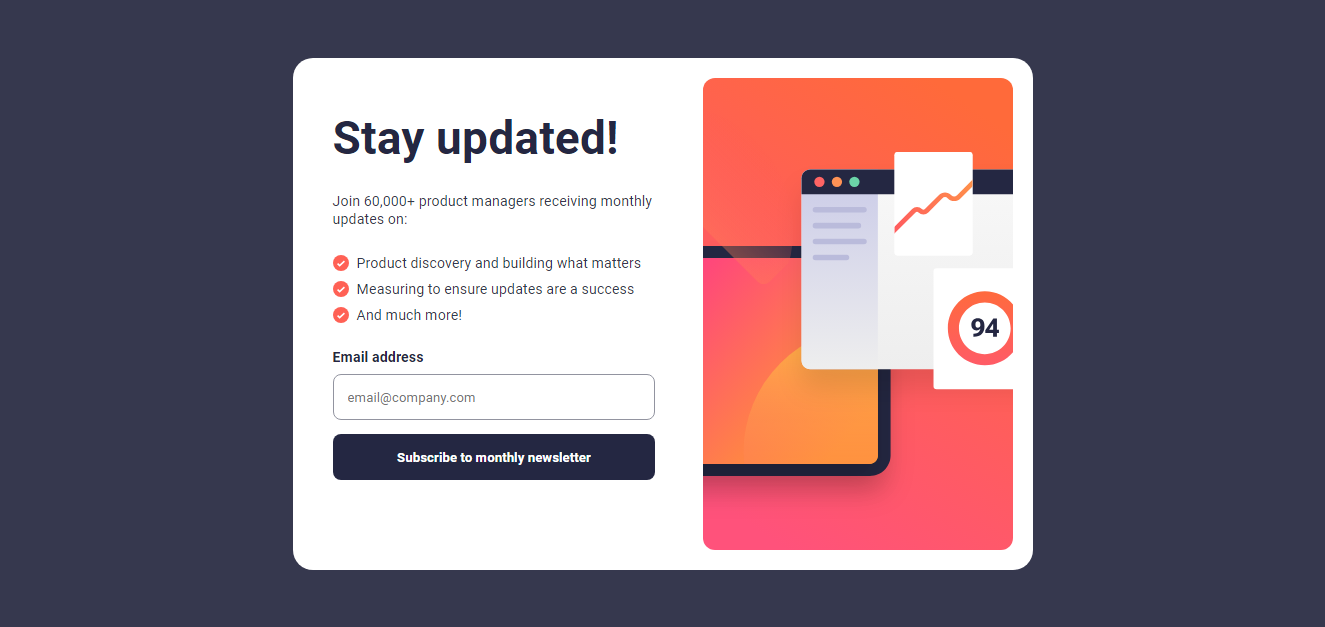 Stay updated!
Join 60,000+ product managers receiving monthly
updates on:
Product discovery and building what matters
Measuring to ensure updates are a success
And much more!
Email address
email@company.com
Subscribe to monthly newsletter
94